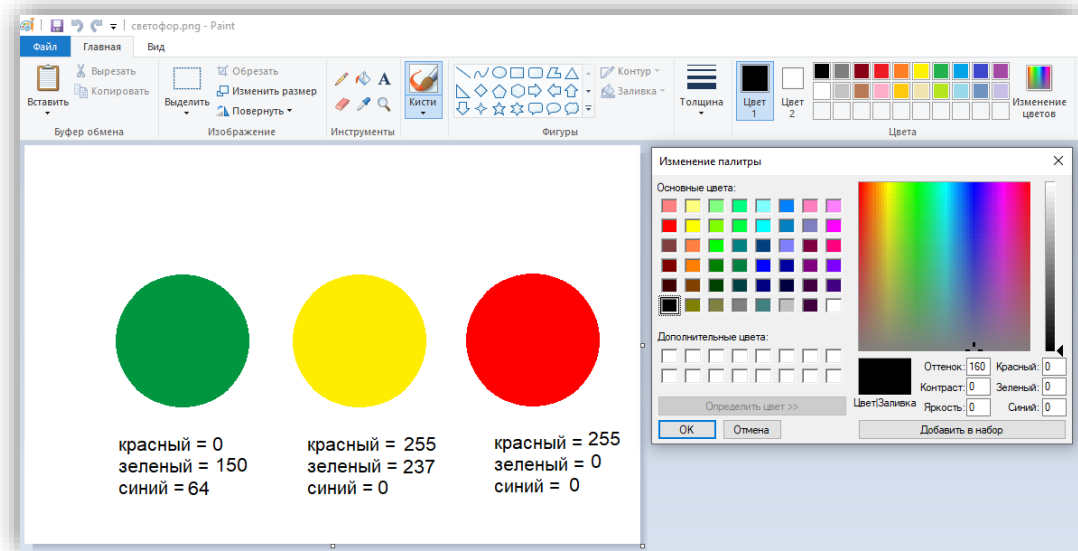 светофор.png - Paint
Файл Главная Вид
Вставить
Вырезать
Копировать
Буфер обмена
Выделить
Обрезать
Изменить размер
Повернуть
Изображение
A
Инструменты
Кисти
Контур
Заливка
Фигуры
Толщина
Цвет
1
Цвет
2
Изменение
цветов
Цвета
Изменение палитры
Основные цвета:
Дополнительные цвета:
Определить цвет >>
OK Отмена
Цвет|Заливка
Оттенок: 160 Красный: 0
Контраст: 0 Зеленый: 0
Яркость: 0 Синий: 0
Добавить в набор
красный = 0
зеленый = 150
синий = 64
красный = 255
зеленый = 237
синий = 0
красный = 255
зеленый = 0
синий = 0